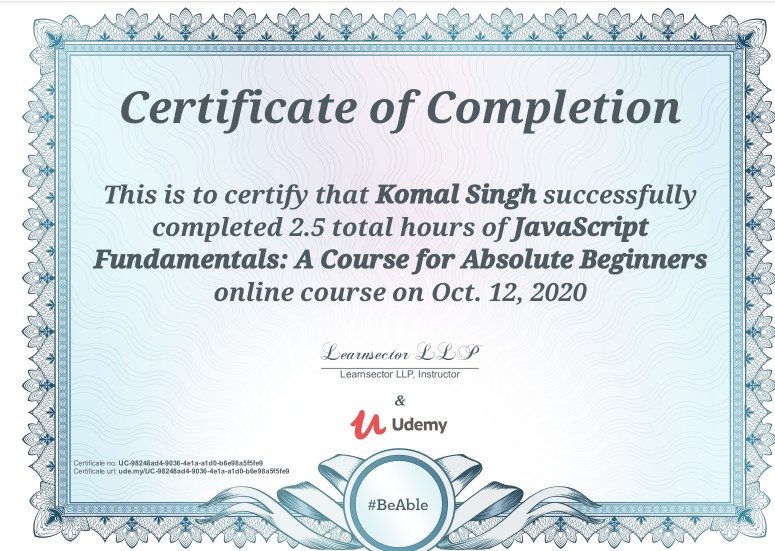 Certificate of Completion
This is to certify that Komal Singh successfully
completed 2.5 total hours of JavaScript
Fundamentals: A Course for Absolute Beginners
online course on Oct. 12, 2020
Learnsector LLP
Learnsector LLP, Instructor
&
Udemy
Certificate no: UC-98248ad4-9036-4e1a-a1d0-b6e98a5f5fe9
Certificate url: ude.my/UC-98248ad4-9036-4e1a-a1d0-b6e98a5f5fe9
#BeAble